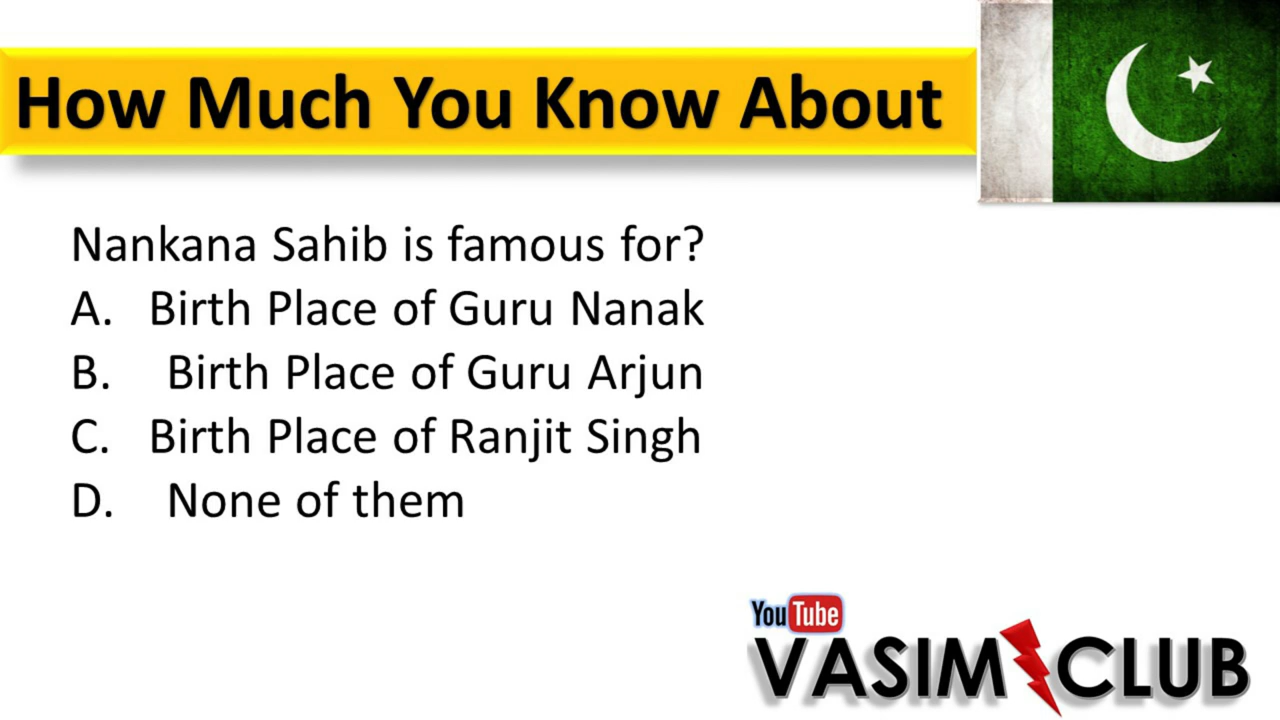 How Much You Know About
Nankana Sahib is famous for?
A. Birth Place of Guru Nanak
B. Birth Place of Guru Arjun
C. Birth Place of Ranjit Singh
D. None of them
YouTube
VASIM CLUB